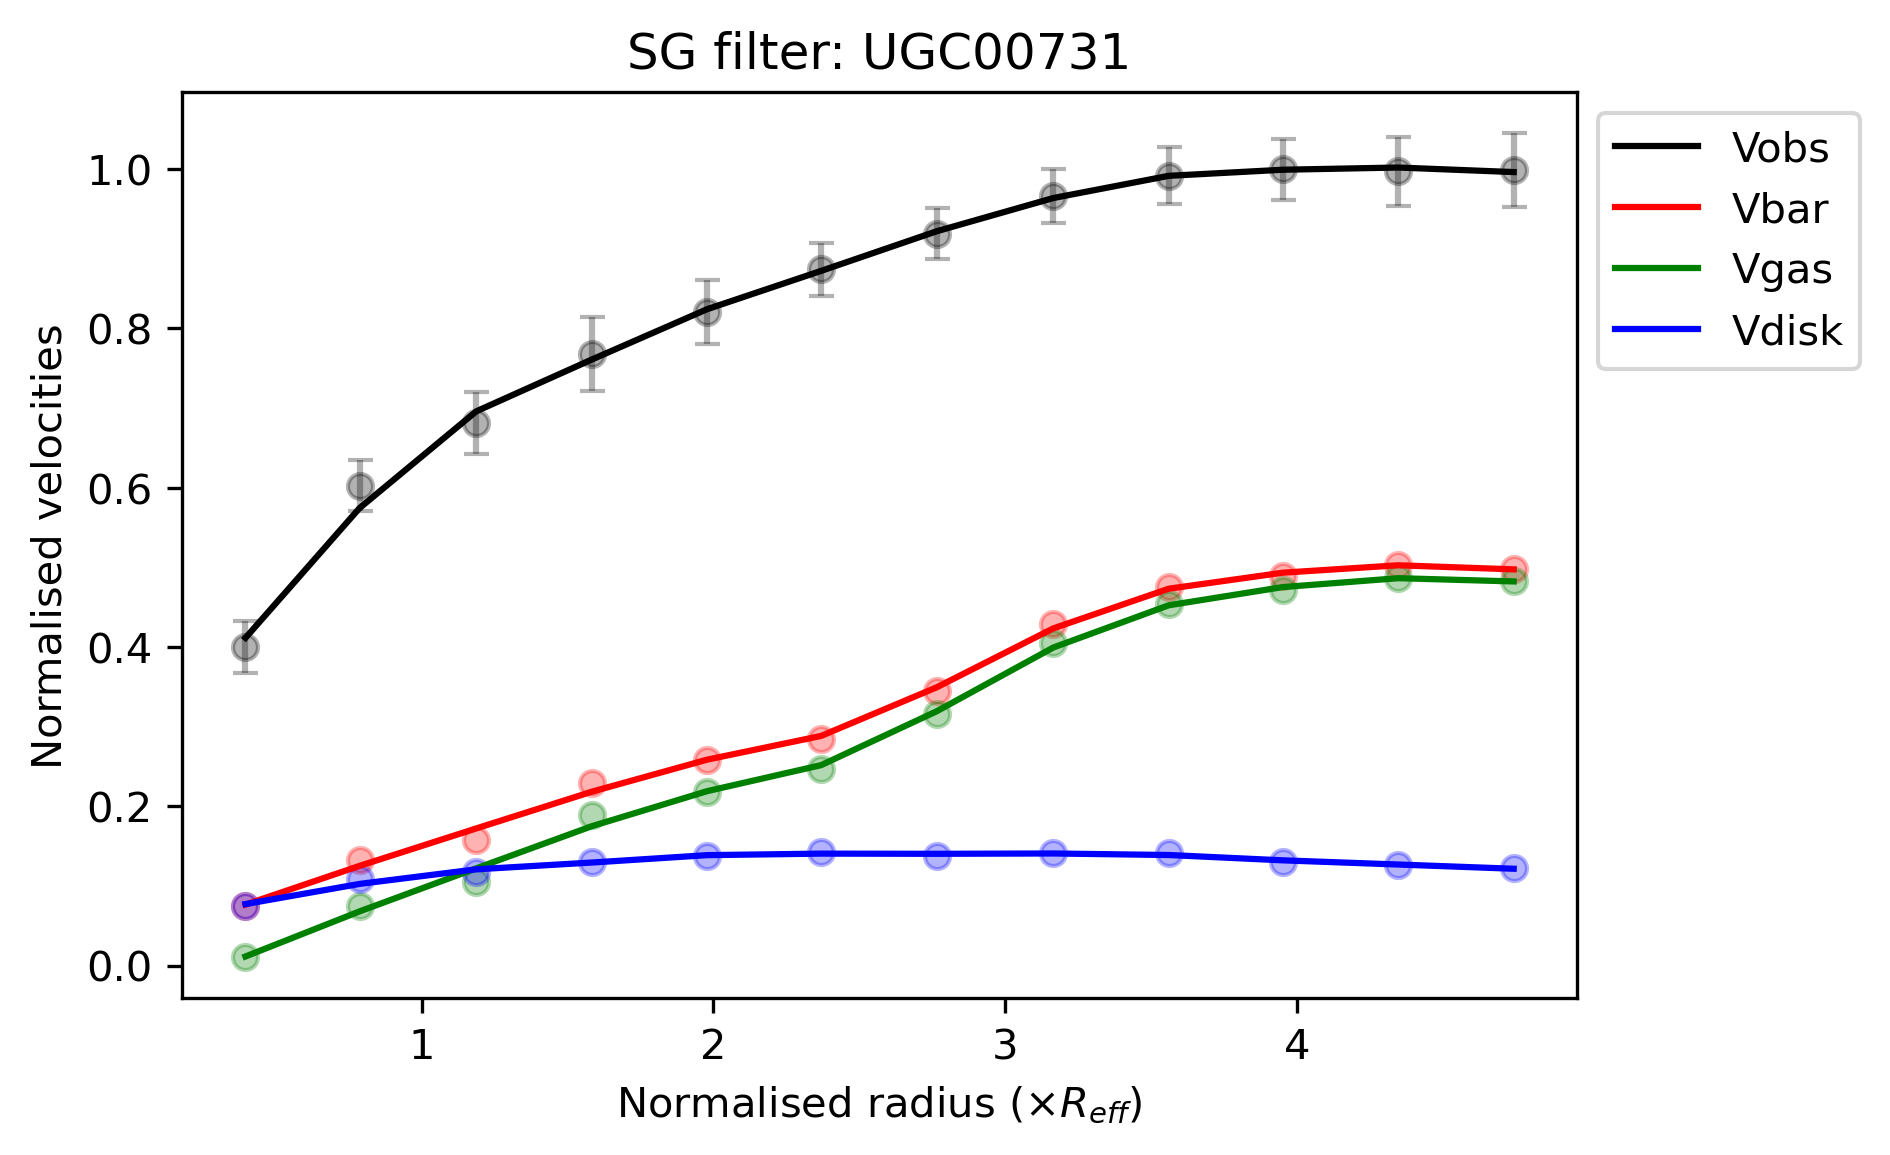 SG filter: UGC00731
1.0
0.8
0.6
0.4
0.2
0.0
Normalised velocities
1 2 3 4
Normalised radius (×R_eff)
Vobs
Vbar
Vgas
Vdisk